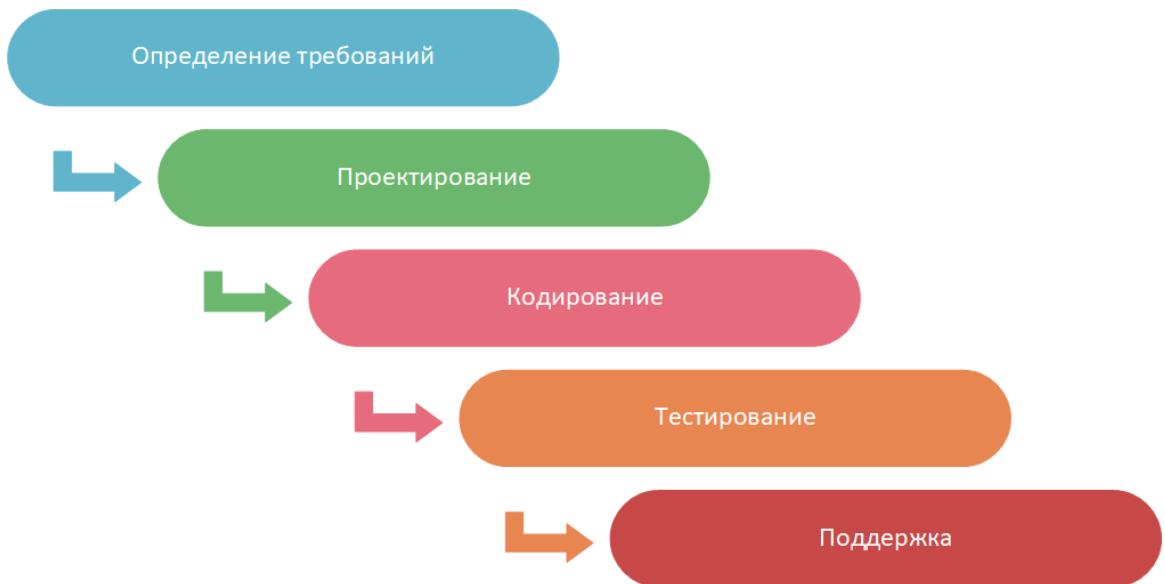 Определение требований
Проектирование
Кодирование
Тестирование
Поддержка